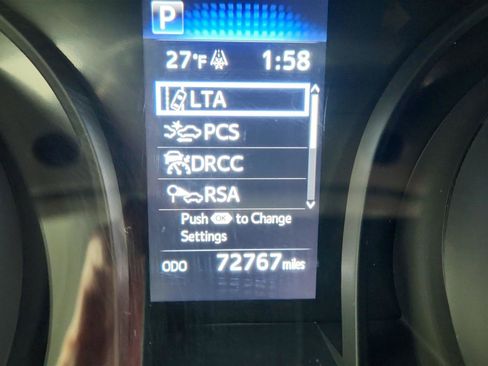 P
27°F 1:58
LTA
PCS
DRCC
RSA
Push OK to Change
Settings
ODO 72767 miles